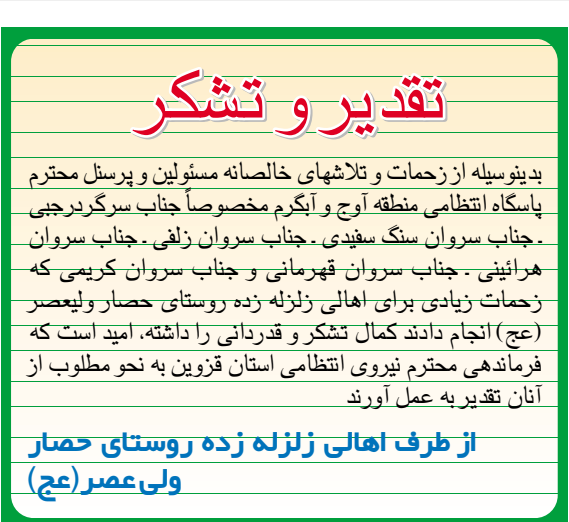 تقدیر و تشکر
بدینوسیله از زحمات و تلاشهای خالصانه مسئولین و پرسنل محترم
پاسگاه انتظامی منطقه آوج و آبگرم مخصوصاً جناب سرگرد رجبی
ـ جناب سروان سنگ سفیدی ـ جناب سروان زلفی ـ جناب سروان
هرائینی ـ جناب سروان قهرمانی و جناب سروان کریمی که
زحمات زیادی برای اهالی زلزله زده روستای حصار ولیعصر
(عج) انجام دادند کمال تشکر و قدردانی را داشته، امید است که
فرماندهی محترم نیروی انتظامی استان قزوین به نحو مطلوب از
آنان تقدیر به عمل آورند
از طرف اهالی زلزله زده روستای حصار
ولی‌عصر(عج)